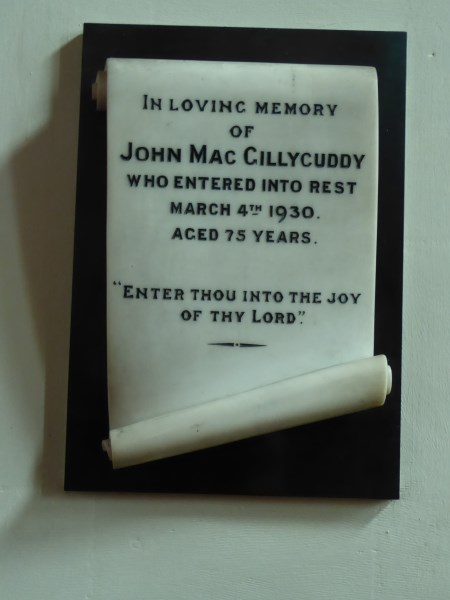 In loving memory
of
John Mac Gillycuddy
who entered into rest
March 4th 1930.
aged 75 years.
"Enter thou into the joy
of thy Lord".